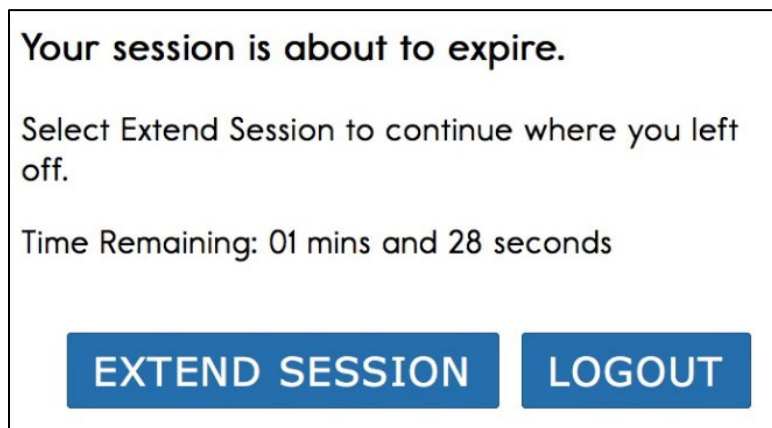 Your session is about to expire.
Select Extend Session to continue where you left
off.
Time Remaining: 01 mins and 28 seconds
EXTEND SESSION LOGOUT